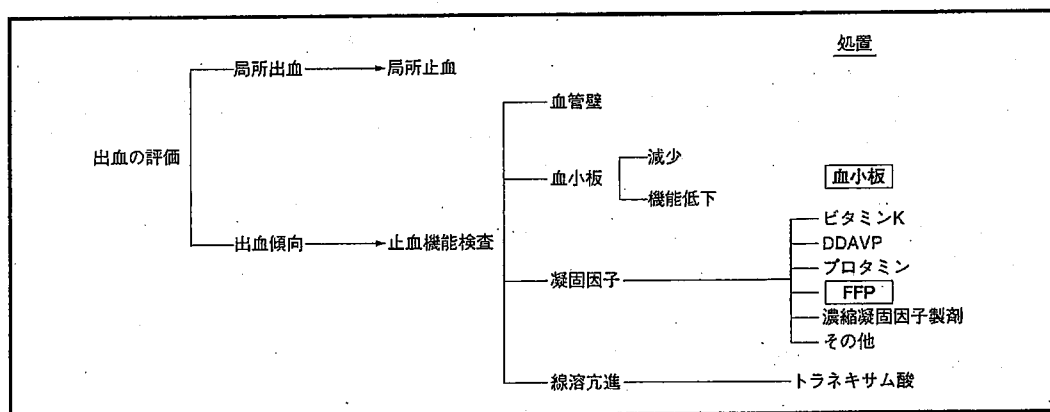 処置
局所出血
局所止血
血管壁
出血の評価
減少
血小板
血小板
機能低下
ビタミンK
出血傾向
止血機能検査
DDAVP
プロタミン
凝固因子
FFP
濃縮凝固因子製剤
その他
線溶亢進
トラネキサム酸